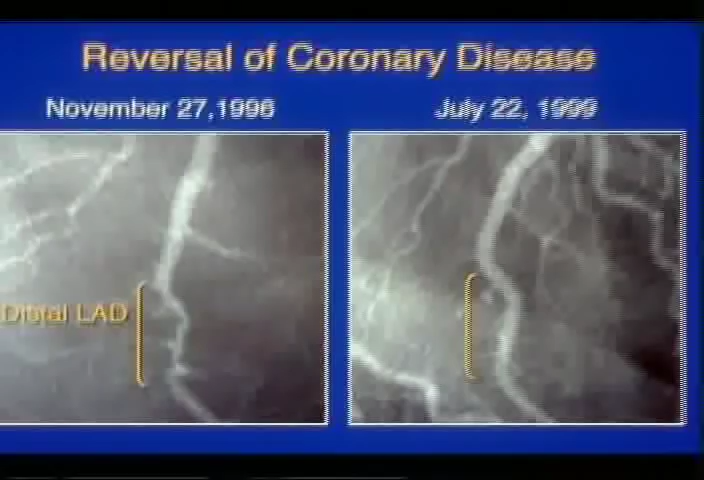 Reversal of Coronary Disease
November 27,1996
July 22, 1999
Distal LAD